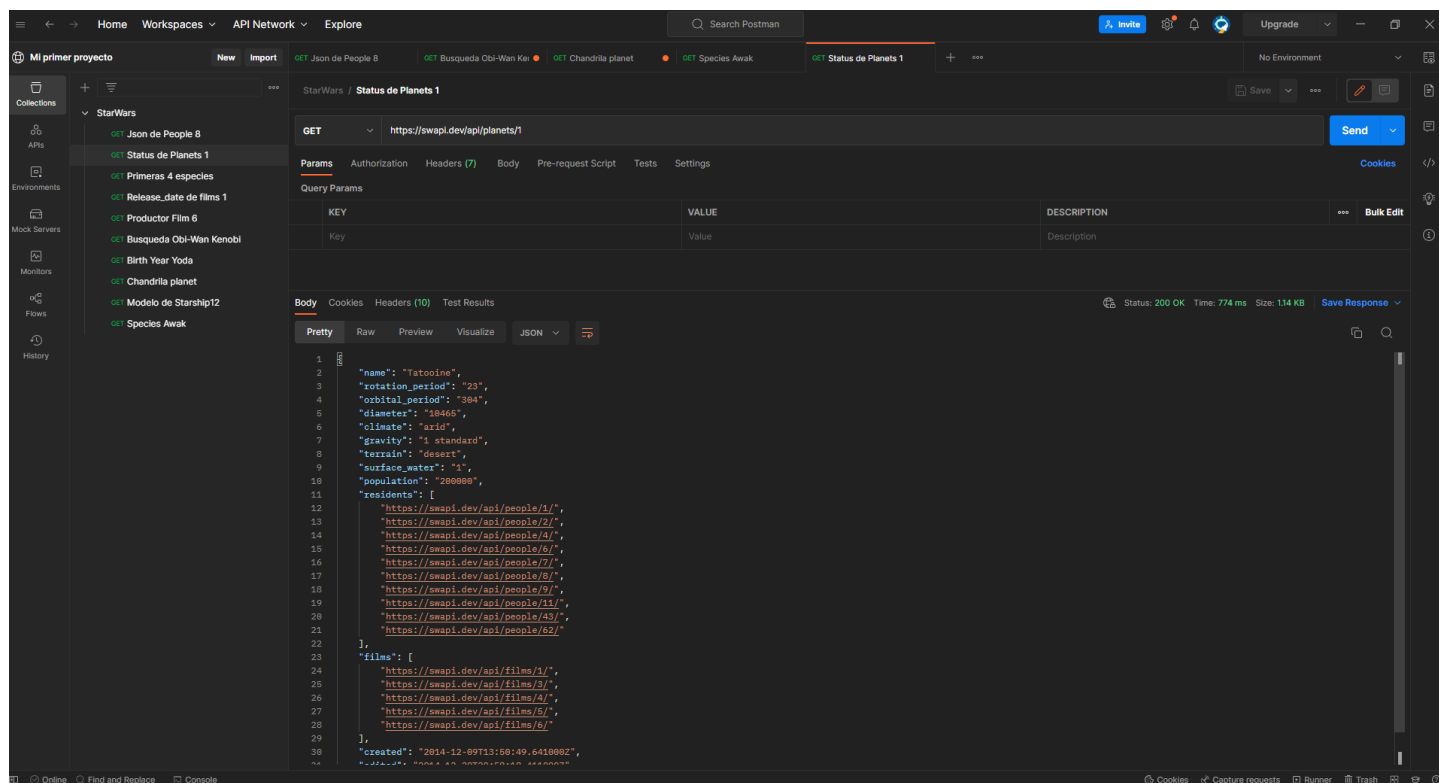 Home Workspaces API Network Explore Search Postman Invite Upgrade
Mi primer proyecto New Import GET Json de People 8 GET Busqueda Obi-Wan Ke GET Chandrila planet GET Species Awak GET Status de Planets 1 No Environment
Collections
APIs
Environments
Mock Servers
Monitors
Flows
History
StarWars
GET Json de People 8
GET Status de Planets 1
GET Primeras 4 especies
GET Release_date de films 1
GET Productor Film 6
GET Busqueda Obi-Wan Kenobi
GET Birth Year Yoda
GET Chandrila planet
GET Modelo de Starship12
GET Species Awak
StarWars / Status de Planets 1 Save
GET https://swapi.dev/api/planets/1 Send
Params Authorization Headers (7) Body Pre-request Script Tests Settings Cookies
Query Params
KEY VALUE DESCRIPTION Bulk Edit
Key Value Description
Body Cookies Headers (10) Test Results Status: 200 OK Time: 774 ms Size: 1.14 KB Save Response
Pretty Raw Preview Visualize JSON
1 {
2 "name": "Tatooine",
3 "rotation_period": "23",
4 "orbital_period": "304",
5 "diameter": "10465",
6 "climate": "arid",
7 "gravity": "1 standard",
8 "terrain": "desert",
9 "surface_water": "1",
10 "population": "200000",
11 "residents": [
12 "https://swapi.dev/api/people/1/",
13 "https://swapi.dev/api/people/2/",
14 "https://swapi.dev/api/people/4/",
15 "https://swapi.dev/api/people/6/",
16 "https://swapi.dev/api/people/7/",
17 "https://swapi.dev/api/people/8/",
18 "https://swapi.dev/api/people/9/",
19 "https://swapi.dev/api/people/11/",
20 "https://swapi.dev/api/people/43/",
21 "https://swapi.dev/api/people/62/"
22 ],
23 "films": [
24 "https://swapi.dev/api/films/1/",
25 "https://swapi.dev/api/films/3/",
26 "https://swapi.dev/api/films/4/",
27 "https://swapi.dev/api/films/5/",
28 "https://swapi.dev/api/films/6/"
29 ],
30 "created": "2014-12-09T13:50:49.641000Z",
Online Find and Replace Console Cookies Capture requests Runner Trash